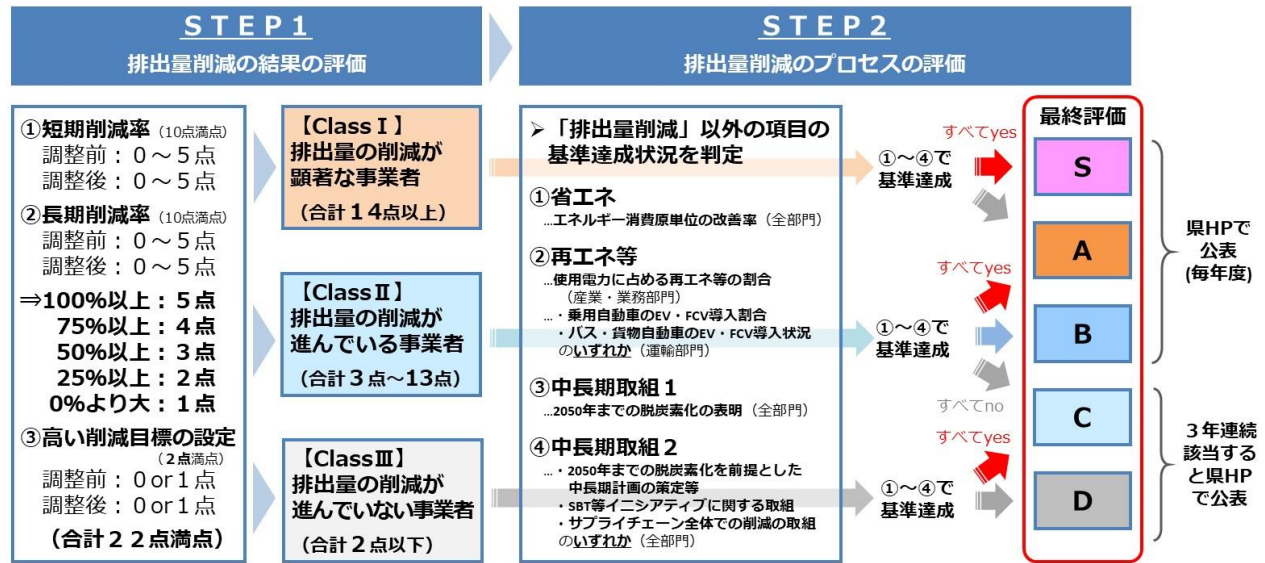 STEP1
排出量削減の結果の評価
STEP2
排出量削減のプロセスの評価
①短期削減率（10点満点）
調整前：０～５点
調整後：０～５点
②長期削減率（10点満点）
調整前：０～５点
調整後：０～５点
⇒100%以上：５点
75%以上：４点
50%以上：３点
25%以上：２点
0%より大：１点
③高い削減目標の設定
（２点満点）
調整前：０or１点
調整後：０or１点
（合計２２点満点）
【ClassⅠ】
排出量の削減が
顕著な事業者
（合計14点以上）
【ClassⅡ】
排出量の削減が
進んでいる事業者
（合計３点～13点）
【ClassⅢ】
排出量の削減が
進んでいない事業者
（合計２点以下）
➢「排出量削減」以外の項目の
基準達成状況を判定
①省エネ
…エネルギー消費原単位の改善率（全部門）
②再エネ等
…使用電力に占める再エネ等の割合
（産業・業務部門）
…・乗用自動車のEV・FCV導入割合
・バス・貨物自動車のEV・FCV導入状況
のいずれか（運輸部門）
③中長期取組１
…2050年までの脱炭素化の表明（全部門）
④中長期取組２
…・2050年までの脱炭素化を前提とした
中長期計画の策定等
・SBT等イニシアティブに関する取組
・サプライチェーン全体での削減の取組
のいずれか（全部門）
①～④で
基準達成
すべてyes
①～④で
基準達成
すべてyes
すべてno
①～④で
基準達成
すべてyes
最終評価
S
A
B
C
D
県HPで
公表
(毎年度)
３年連続
該当する
と県HP
で公表